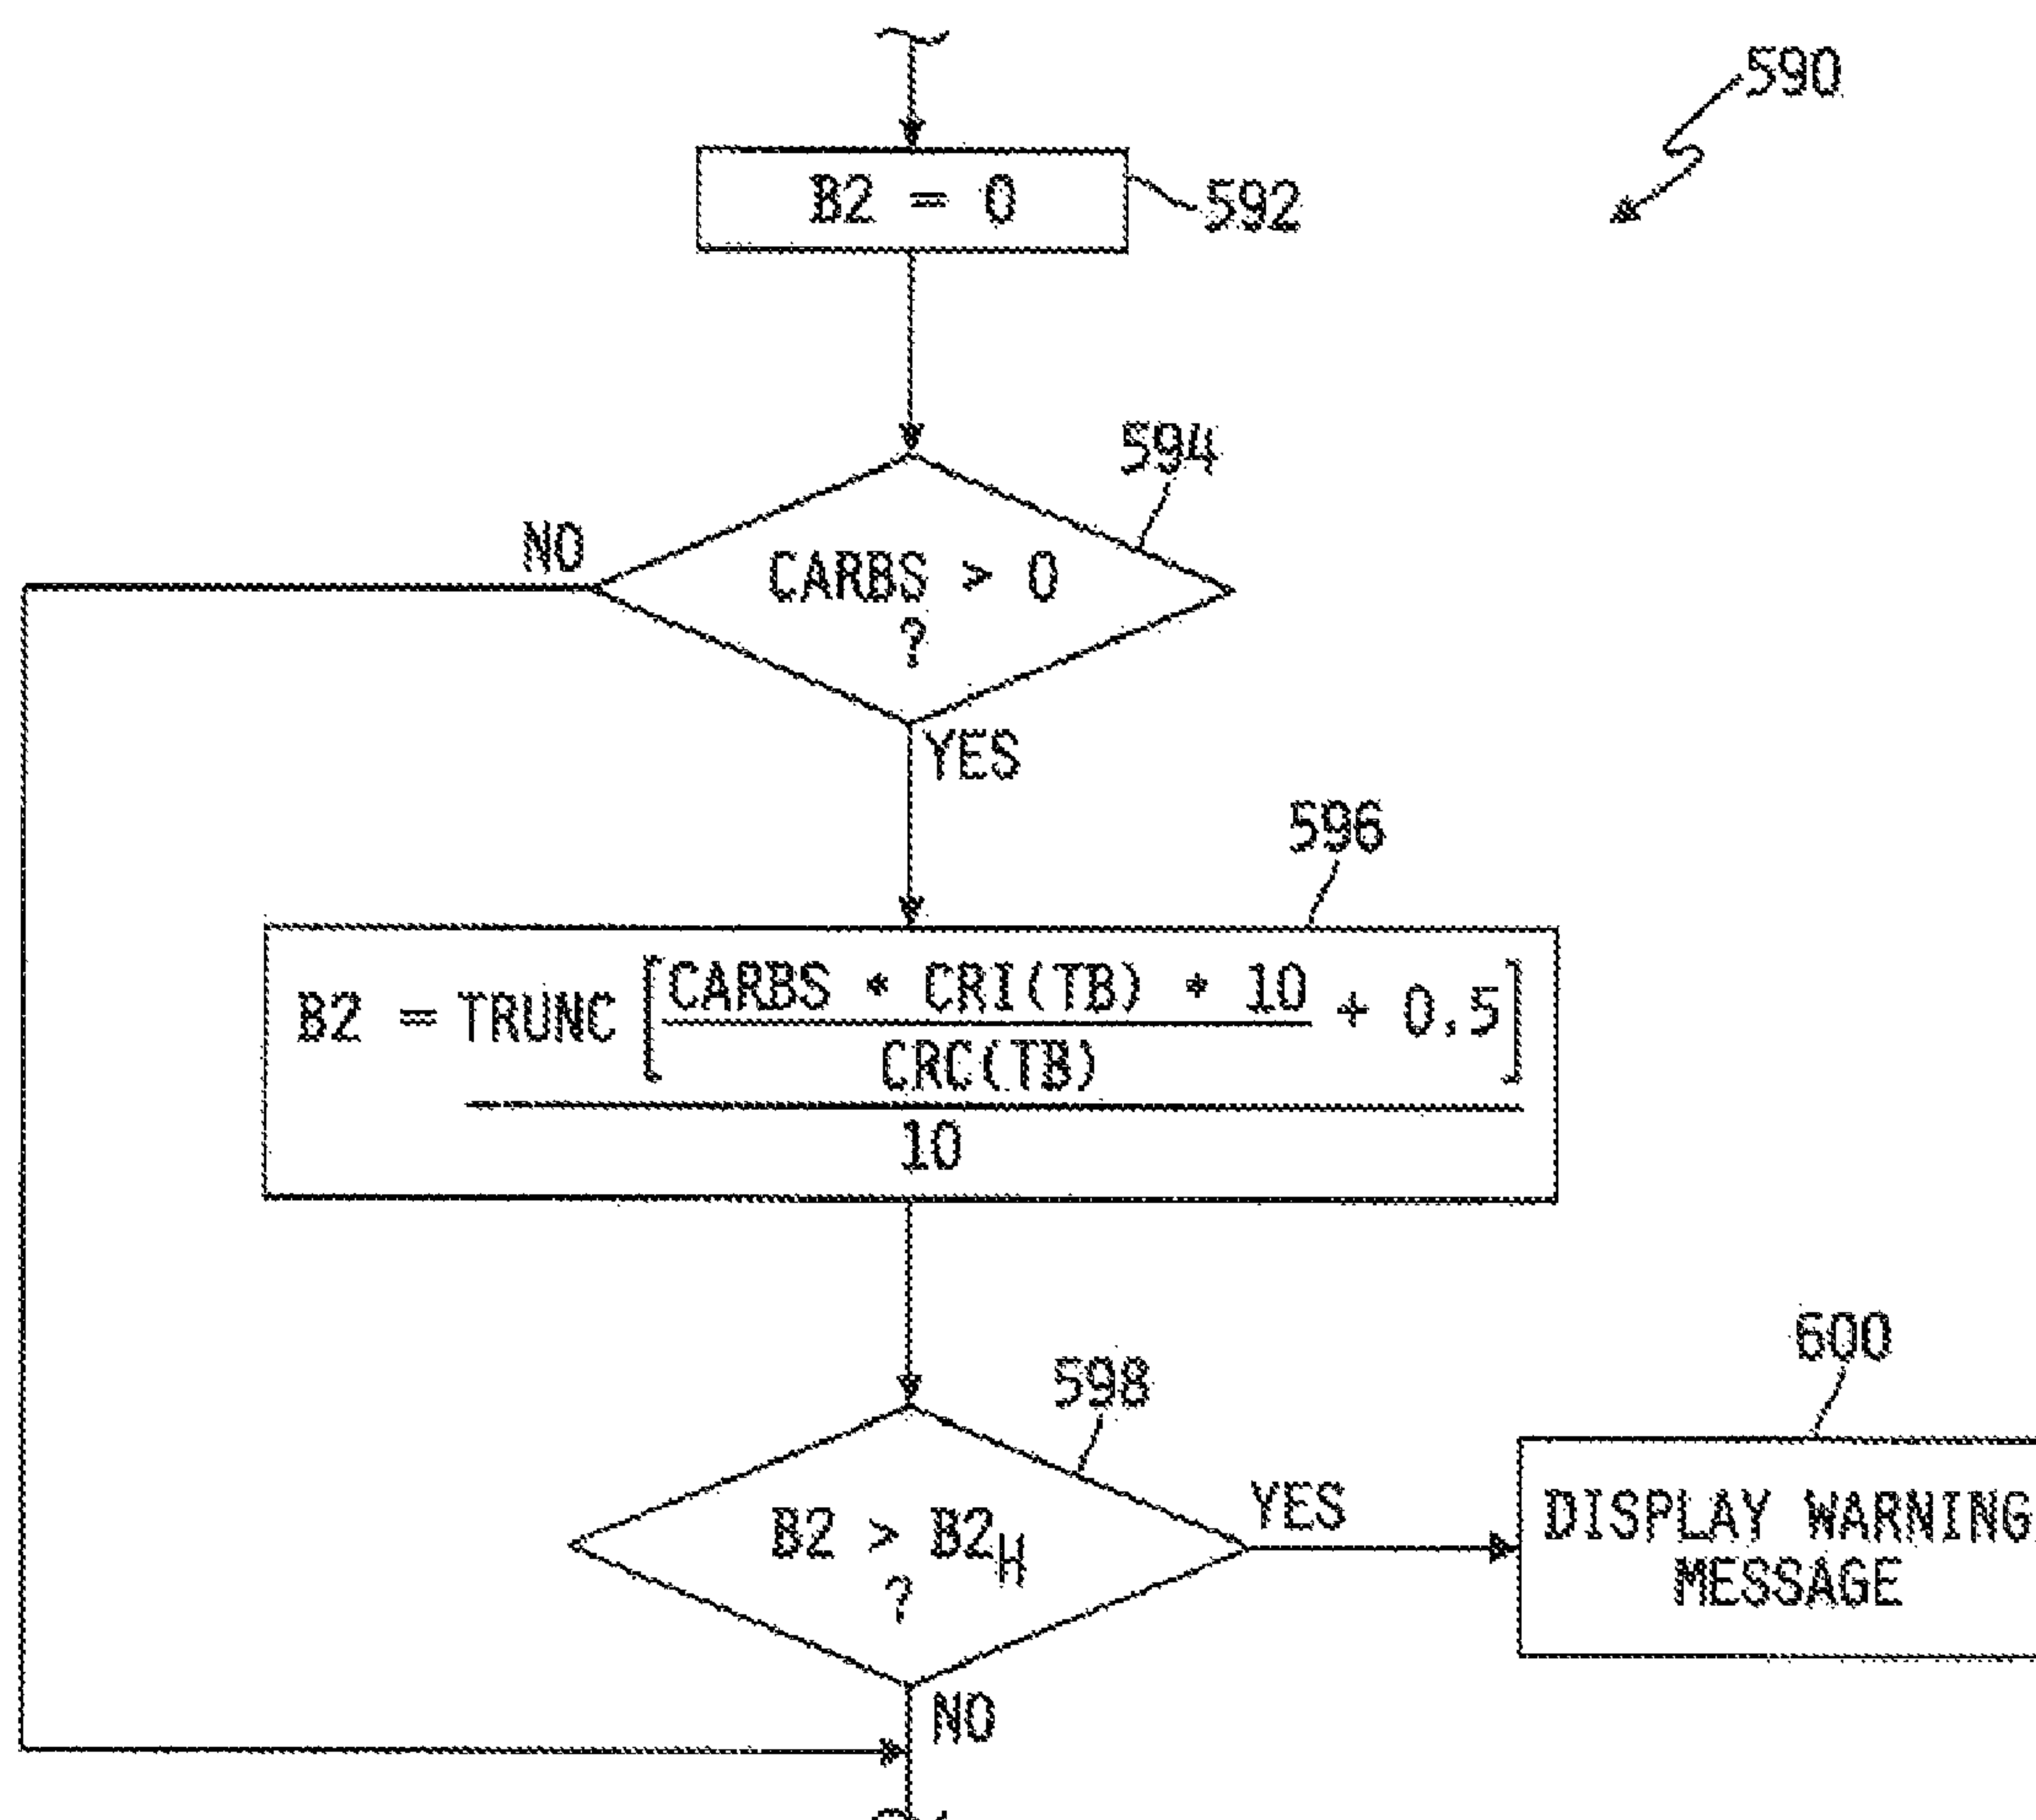 590
B2 = 0
592
594
NO
CARBS > 0
?
YES
596
B2 = TRUNC [CARBS * CRI(TB) * 10 + 0.5]
CRC(TB)
10
598
600
B2 > B2H
?
YES
DISPLAY WARNING
MESSAGE
NO